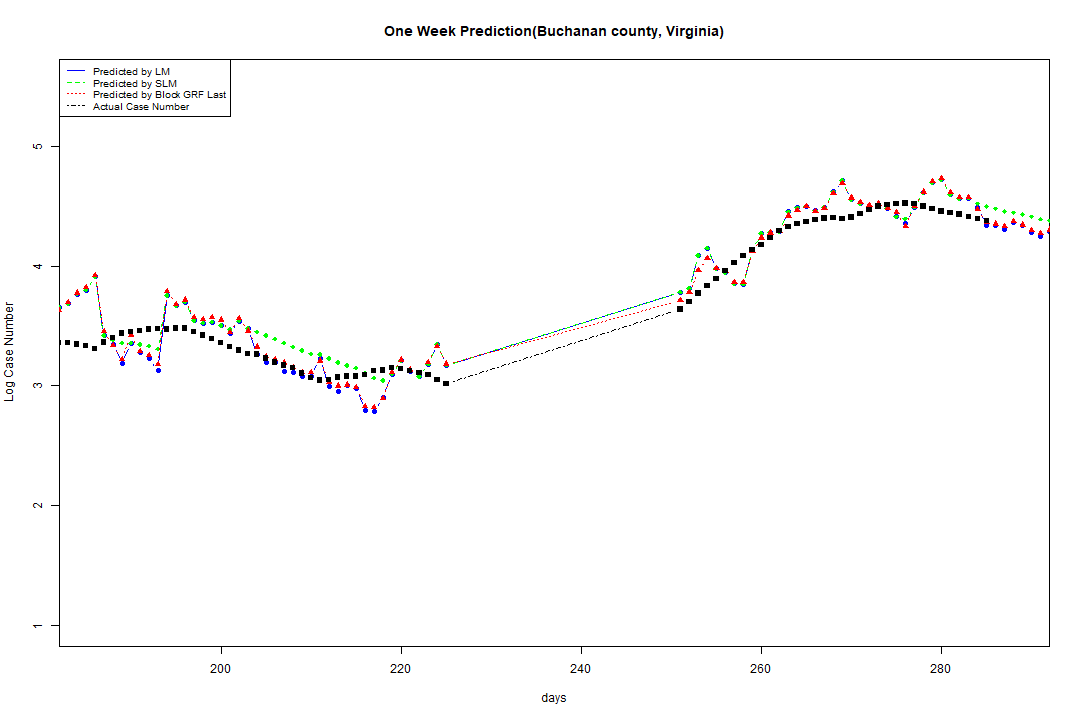 One Week Prediction(Buchanan county, Virginia)
Predicted by LM
Predicted by SLM
Predicted by Block GRF Last
Actual Case Number
5
4
3
2
1
Log Case Number
200 220 240 260 280
days